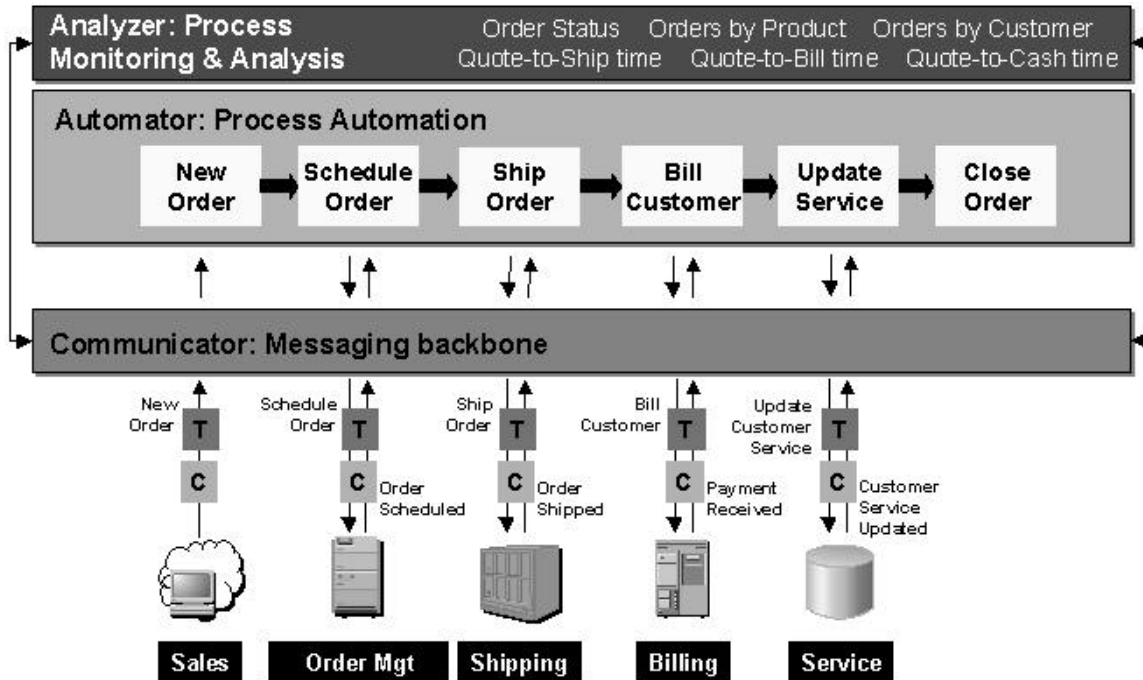 Analyzer: Process
Monitoring & Analysis
Order Status Orders by Product Orders by Customer
Quote-to-Ship time Quote-to-Bill time Quote-to-Cash time
Automator: Process Automation
New
Order
Schedule
Order
Ship
Order
Bill
Customer
Update
Service
Close
Order
Communicator: Messaging backbone
New
Order
T
C
Schedule
Order
T
C
Order
Scheduled
Ship
Order
T
C
Order
Shipped
Bill
Customer
T
C
Payment
Received
Update
Customer
Service
T
C
Customer
Service
Updated
Sales
Order Mgt
Shipping
Billing
Service